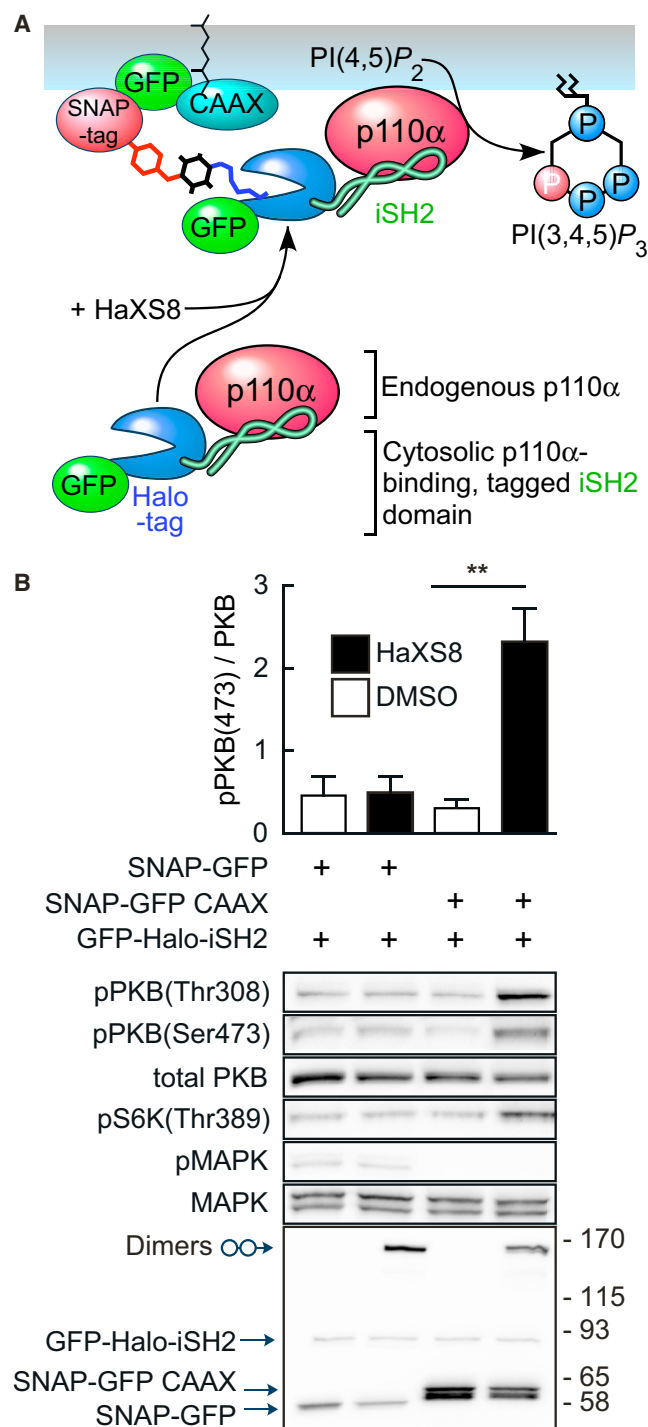 A
PI(4,5)P2
GFP
CAAX
SNAP
-tag
p110α
P
P
P
P
GFP
iSH2
PI(3,4,5)P3
+ HaXS8
p110α
Endogenous p110α
GFP
Halo
-tag
Cytosolic p110α-
binding, tagged iSH2
domain
B
**
3
2
1
0
pPKB(473) / PKB
HaXS8
DMSO
SNAP-GFP + +
SNAP-GFP CAAX + +
GFP-Halo-iSH2 + + + +
pPKB(Thr308)
pPKB(Ser473)
total PKB
pS6K(Thr389)
pMAPK
MAPK
Dimers
- 170
- 115
GFP-Halo-iSH2
- 93
SNAP-GFP CAAX
- 65
SNAP-GFP
- 58